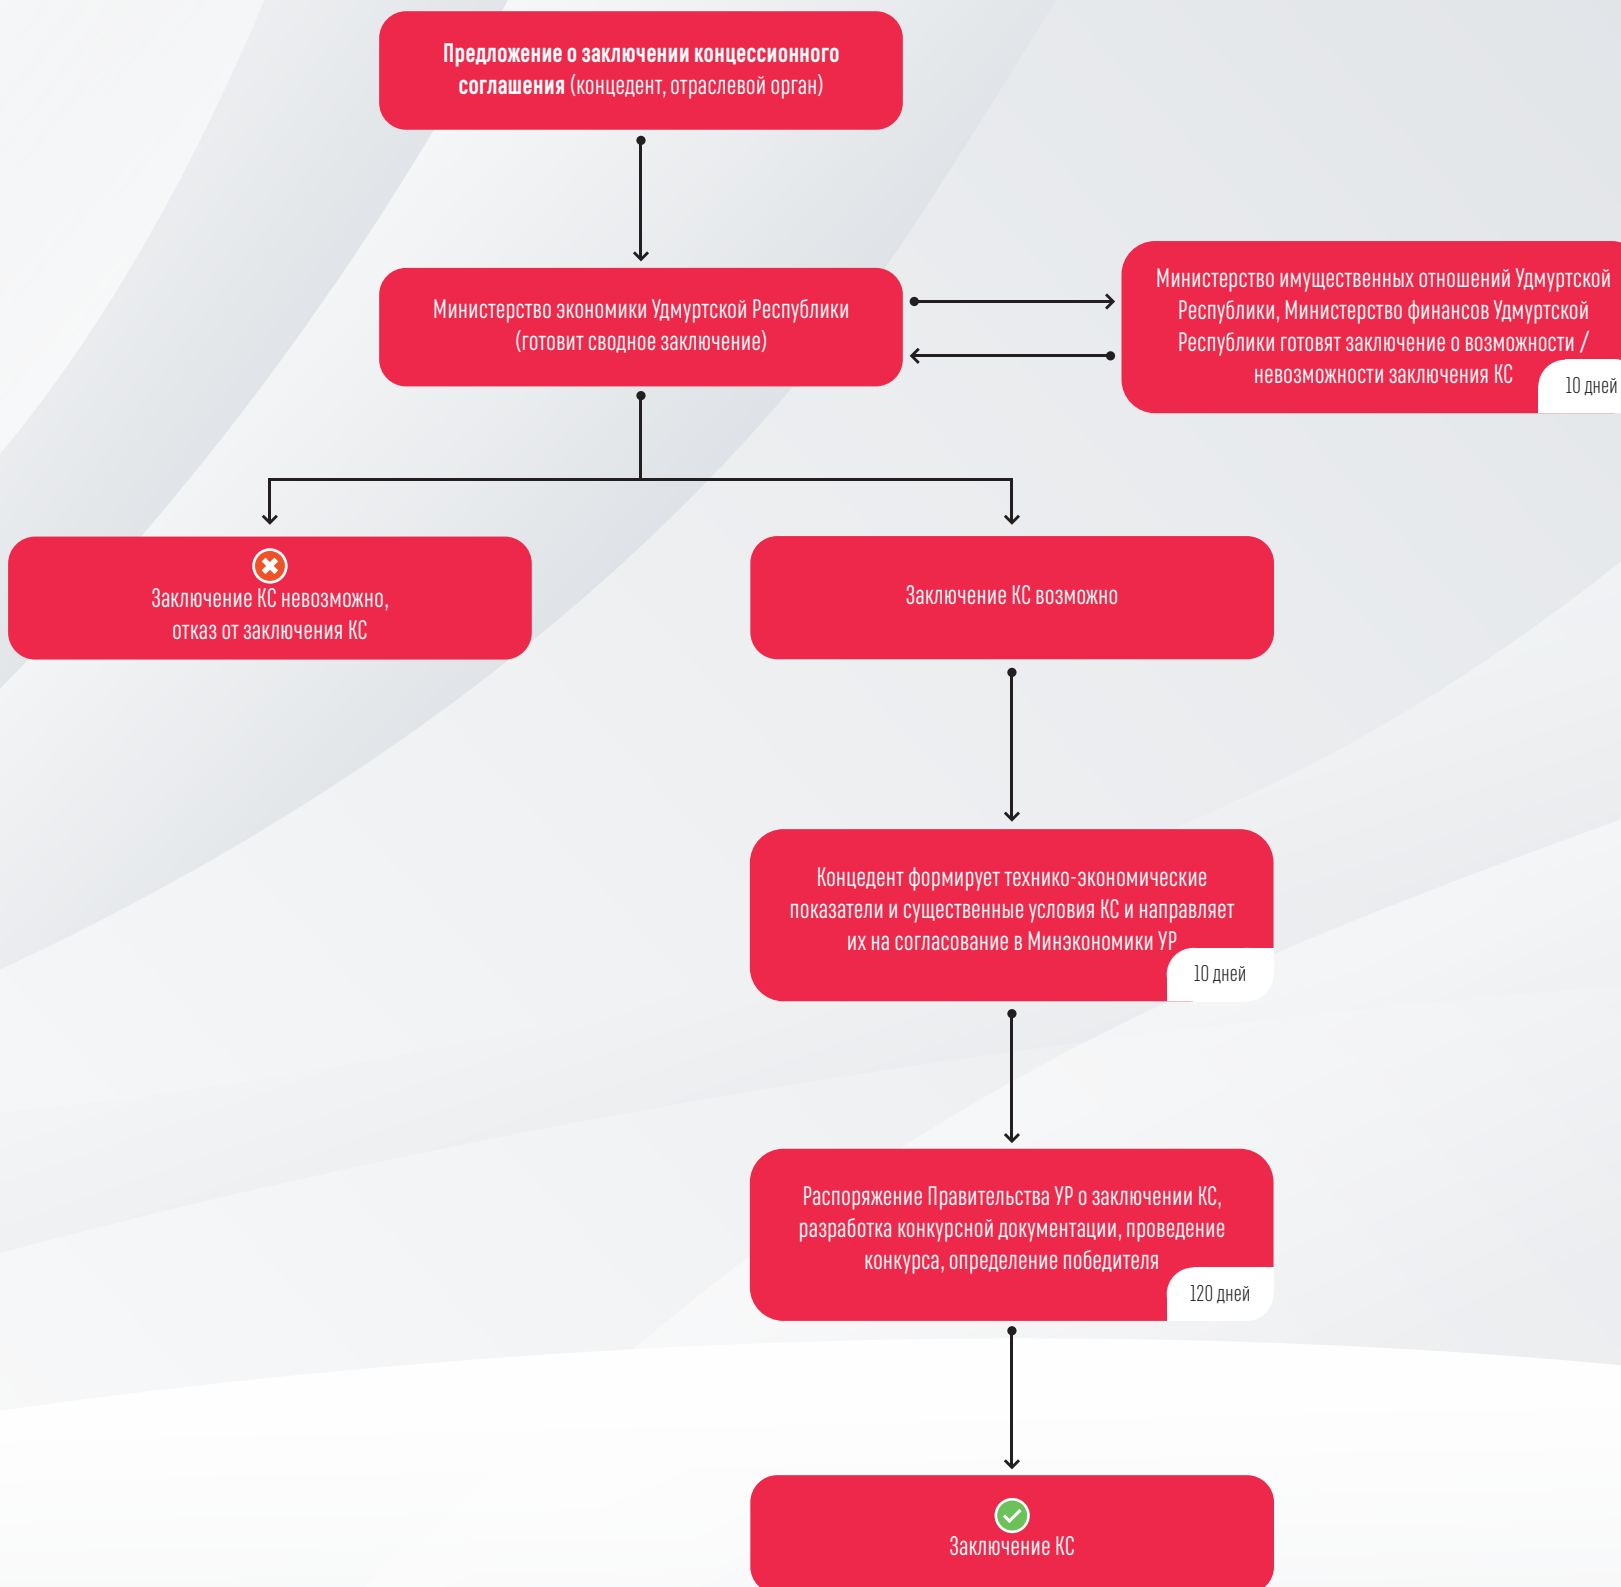 Предложение о заключении концессионного
соглашения (концедент, отраслевой орган)
Министерство экономики Удмуртской Республики
(готовит сводное заключение)
Министерство имущественных отношений Удмуртской
Республики, Министерство финансов Удмуртской
Республики готовят заключение о возможности /
невозможности заключения КС
10 дней
Заключение КС невозможно,
отказ от заключения КС
Заключение КС возможно
Концедент формирует технико-экономические
показатели и существенные условия КС и направляет
их на согласование в Минэкономики УР
10 дней
Распоряжение Правительства УР о заключении КС,
разработка конкурсной документации, проведение
конкурса, определение победителя
120 дней
Заключение КС